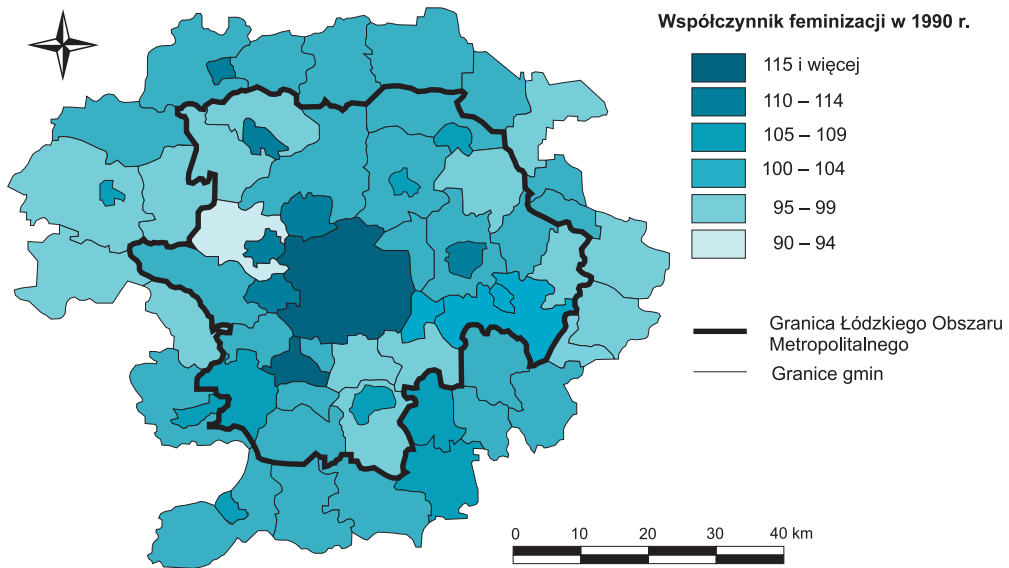 Współczynnik feminizacji w 1990 r.
115 i więcej
110 – 114
105 – 109
100 – 104
95 – 99
90 – 94
Granica Łódzkiego Obszaru
Metropolitalnego
Granice gmin
0 10 20 30 40 km